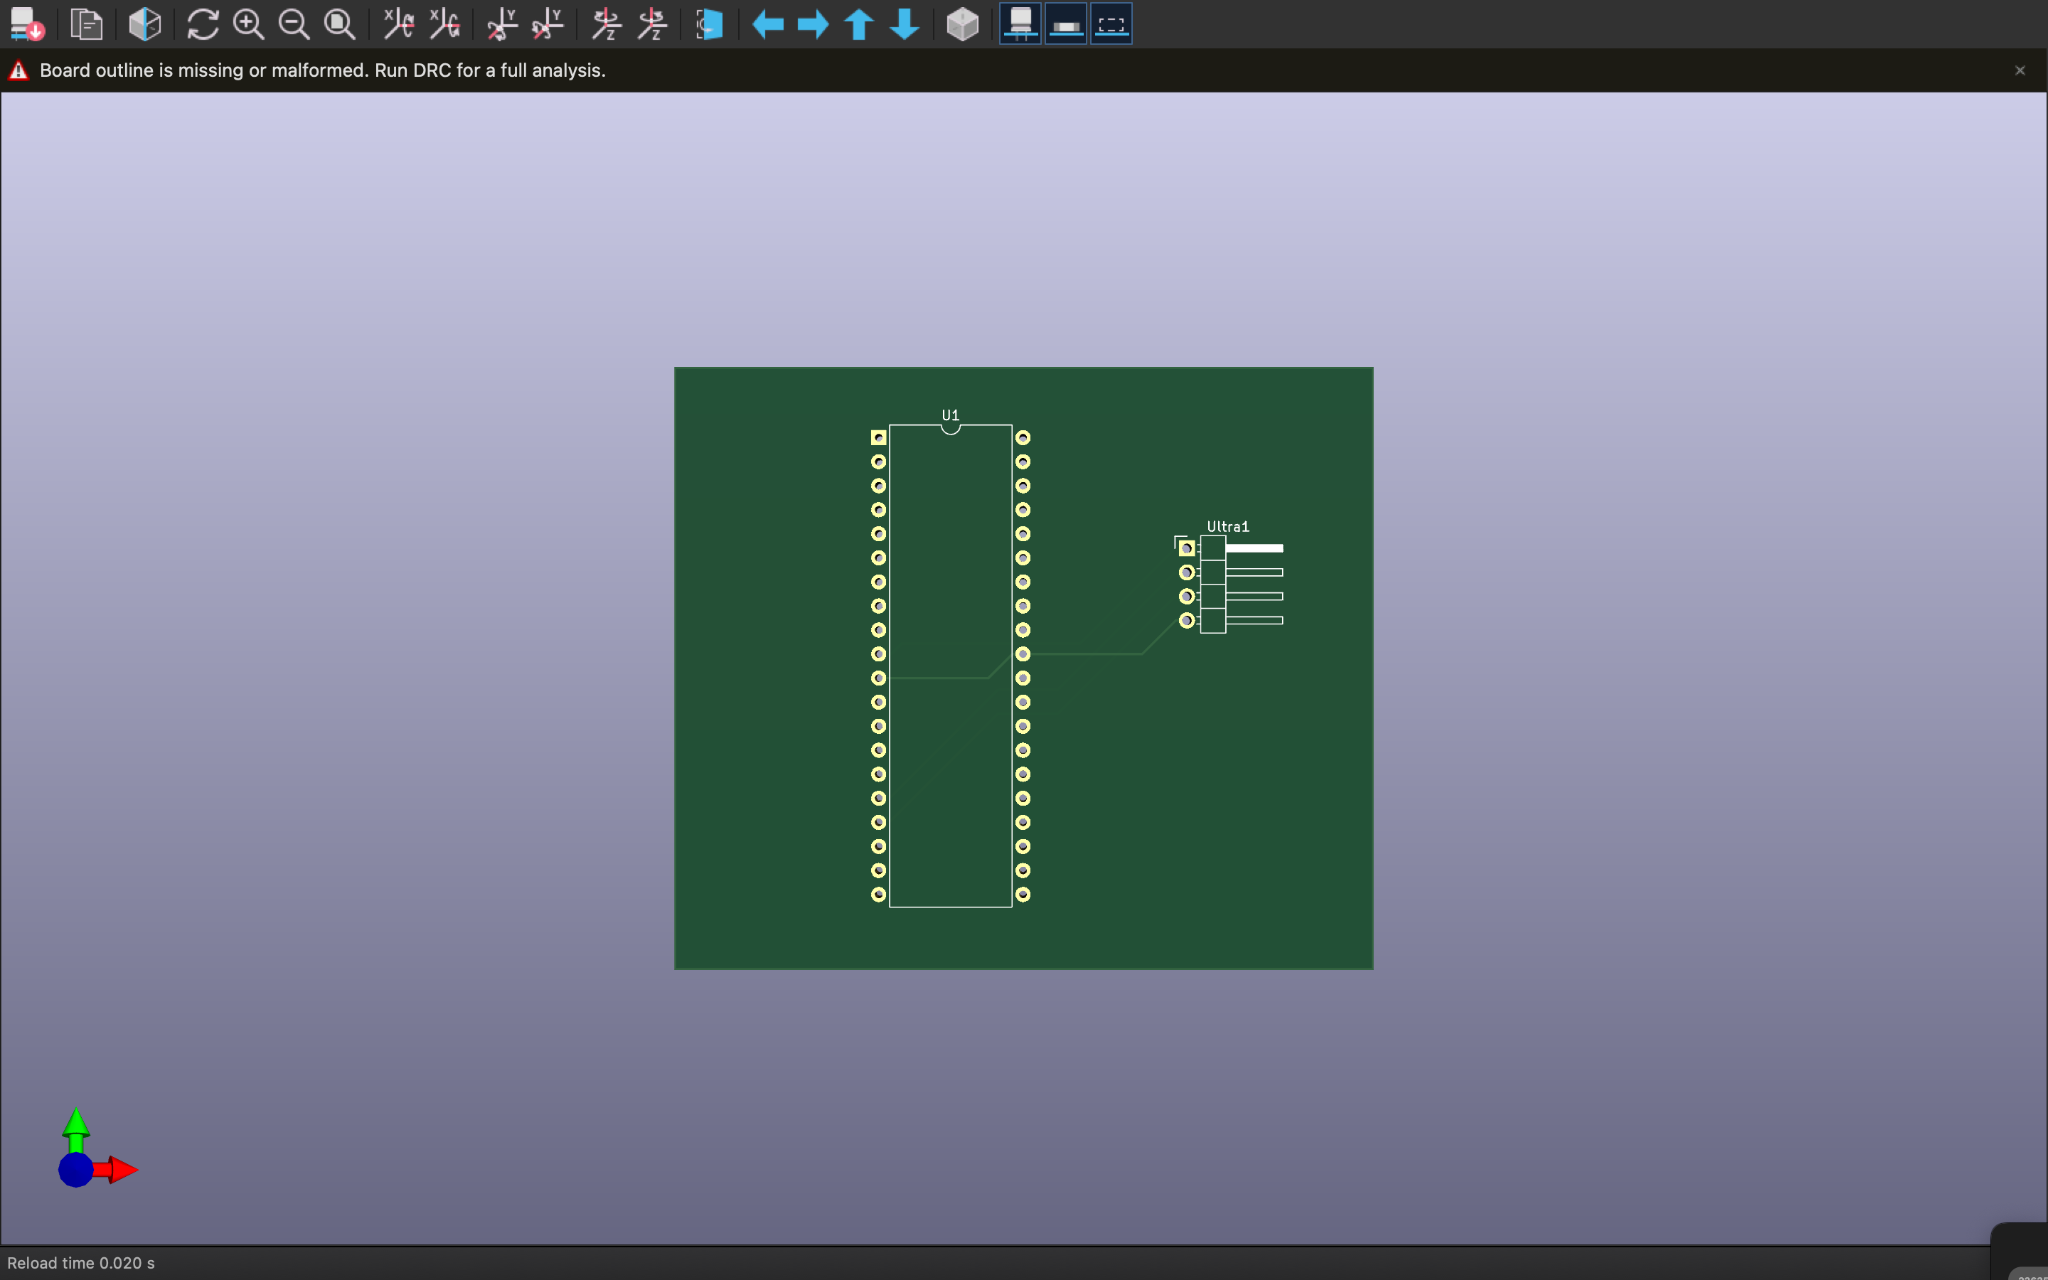 Board outline is missing or malformed. Run DRC for a full analysis.
U1
Ultra1
Reload time 0.020 s